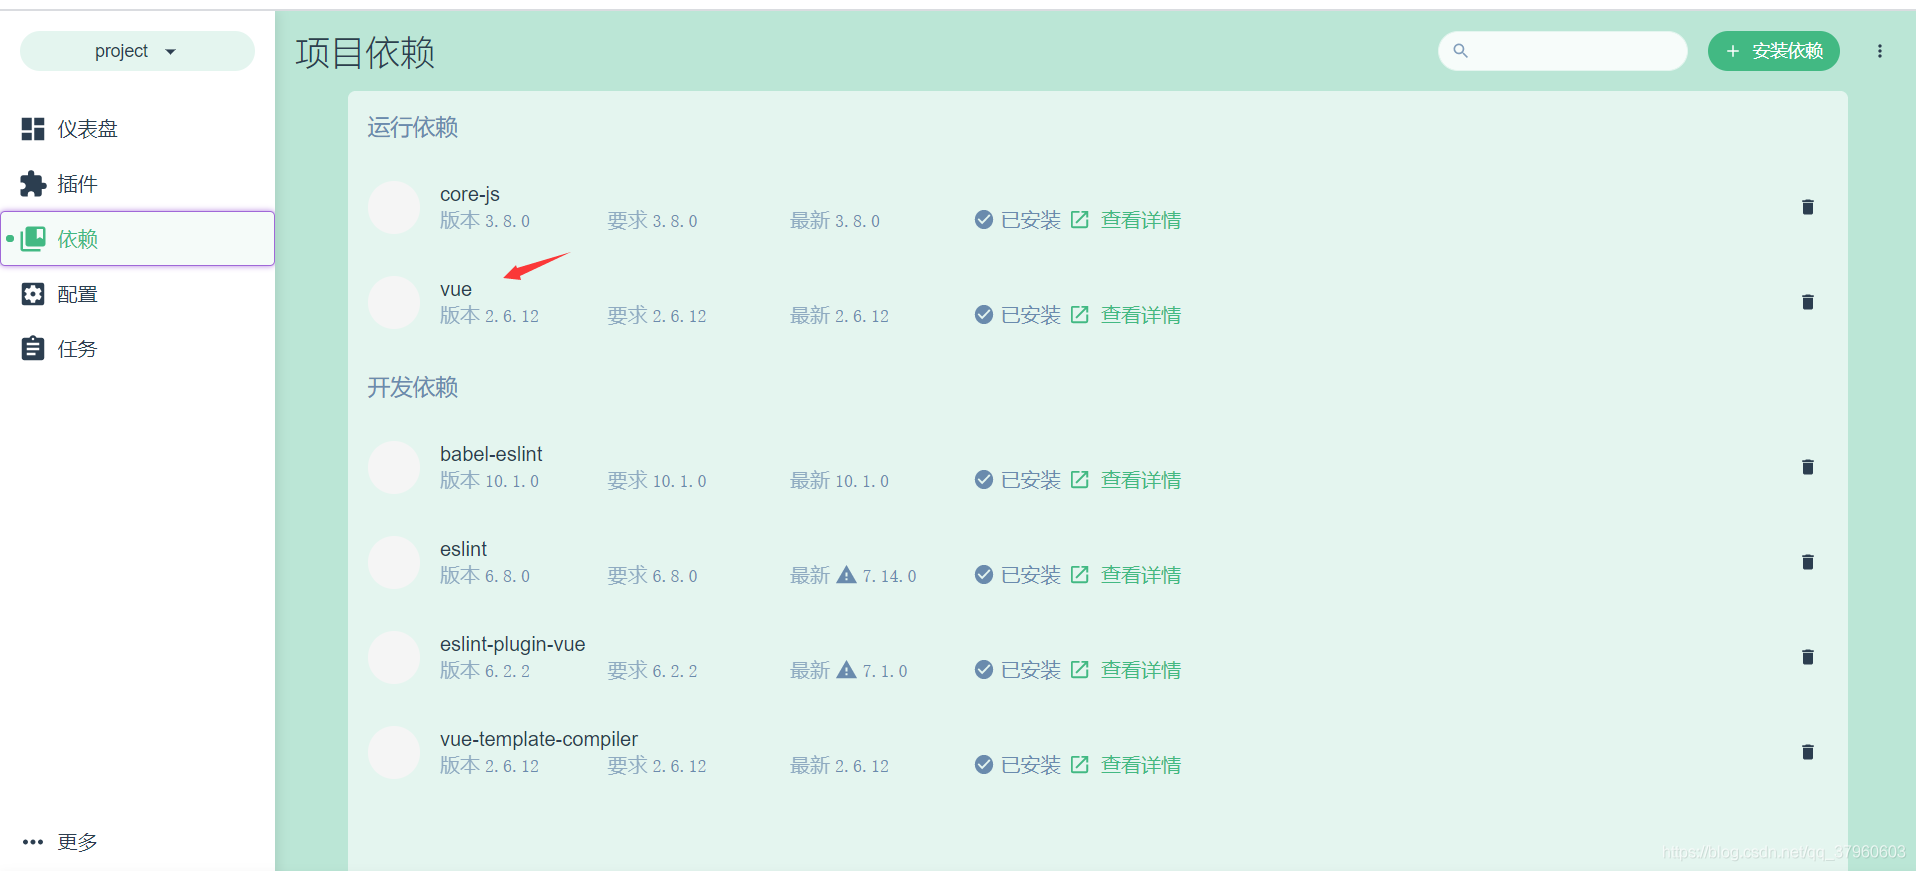 project
项目依赖
安装依赖
仪表盘
插件
依赖
配置
任务
更多
运行依赖
core-js
版本 3.8.0 要求 3.8.0 最新 3.8.0 已安装 查看详情
vue
版本 2.6.12 要求 2.6.12 最新 2.6.12 已安装 查看详情
开发依赖
babel-eslint
版本 10.1.0 要求 10.1.0 最新 10.1.0 已安装 查看详情
eslint
版本 6.8.0 要求 6.8.0 最新 7.14.0 已安装 查看详情
eslint-plugin-vue
版本 6.2.2 要求 6.2.2 最新 7.1.0 已安装 查看详情
vue-template-compiler
版本 2.6.12 要求 2.6.12 最新 2.6.12 已安装 查看详情
https://blog.csdn.net/qq_37960603